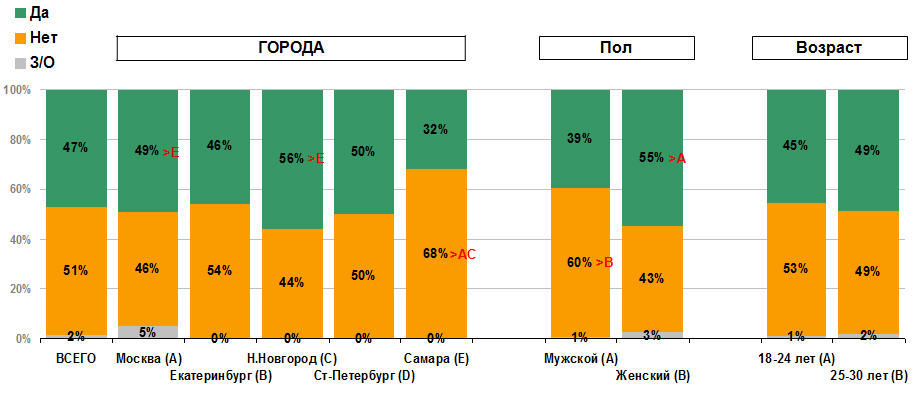 Да
Нет
З/О
ГОРОДА
Пол
Возраст
100%
80%
60%
40%
20%
0%
47% 49% >E 46% 56% >E 50% 32% 39% 55% >A 45% 49%
51% 46% 54% 44% 50% 68% >AC 60% >B 43% 53% 49%
2% 5% 0% 0% 0% 0% 1% 3% 1% 2%
ВСЕГО Москва (A) Н.Новгород (C) Самара (E) Мужской (A) 18-24 лет (A)
Екатеринбург (B) Ст-Петербург (D) Женский (B) 25-30 лет (B)